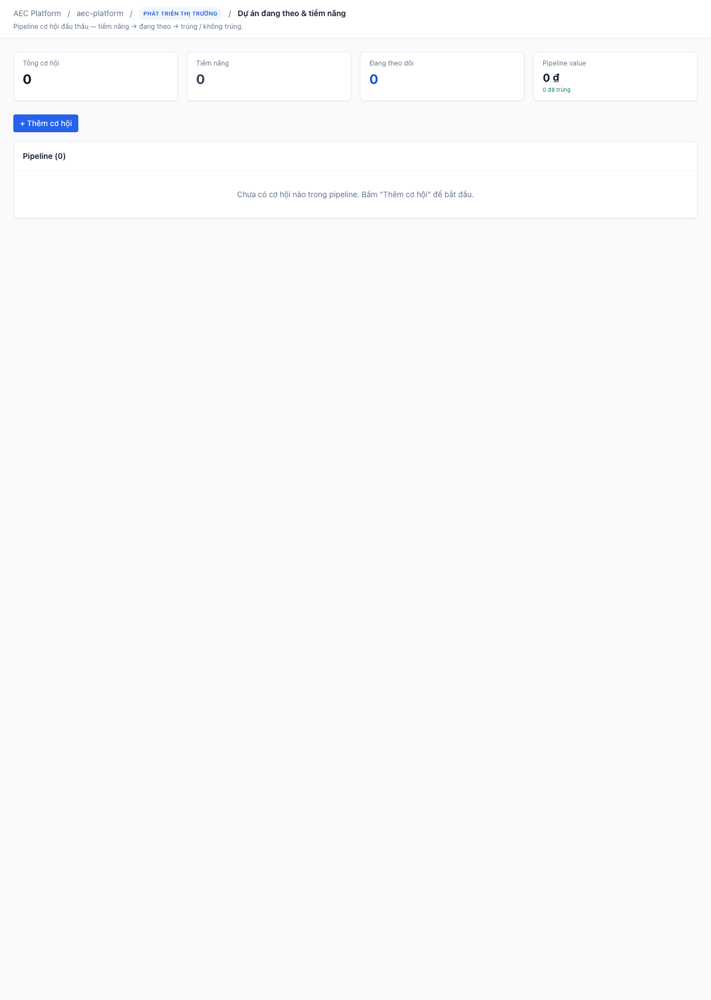 AEC Platform / aec-platform / PHÁT TRIỂN THỊ TRƯỜNG / Dự án đang theo & tiềm năng
Pipeline cơ hội đấu thầu — tiềm năng → đang theo → trúng / không trúng.
Tổng cơ hội
0
Tiềm năng
0
Đang theo dõi
0
Pipeline value
0 ₫
0 đã trúng
+ Thêm cơ hội
Pipeline (0)
Chưa có cơ hội nào trong pipeline. Bấm "Thêm cơ hội" để bắt đầu.